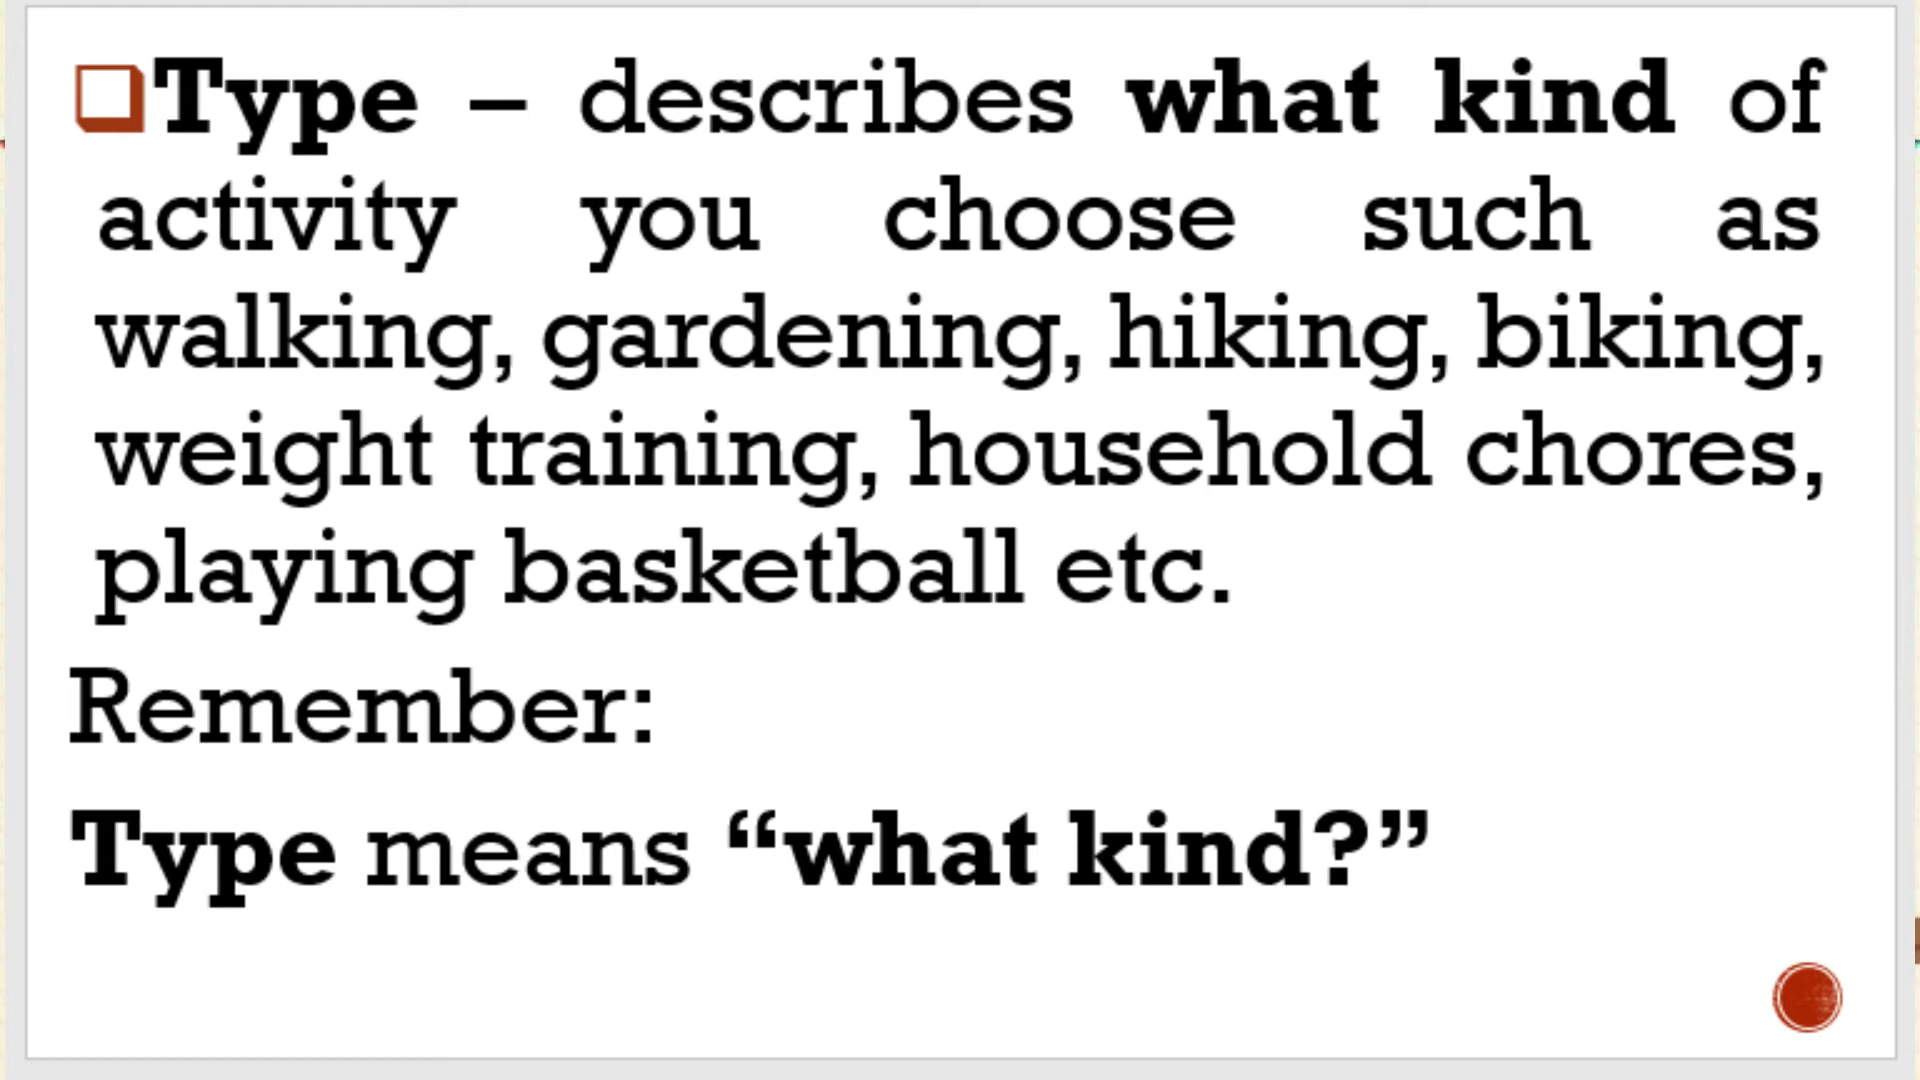 Type – describes what kind of
activity you choose such as
walking, gardening, hiking, biking,
weight training, household chores,
playing basketball etc.
Remember:
Type means “what kind?”